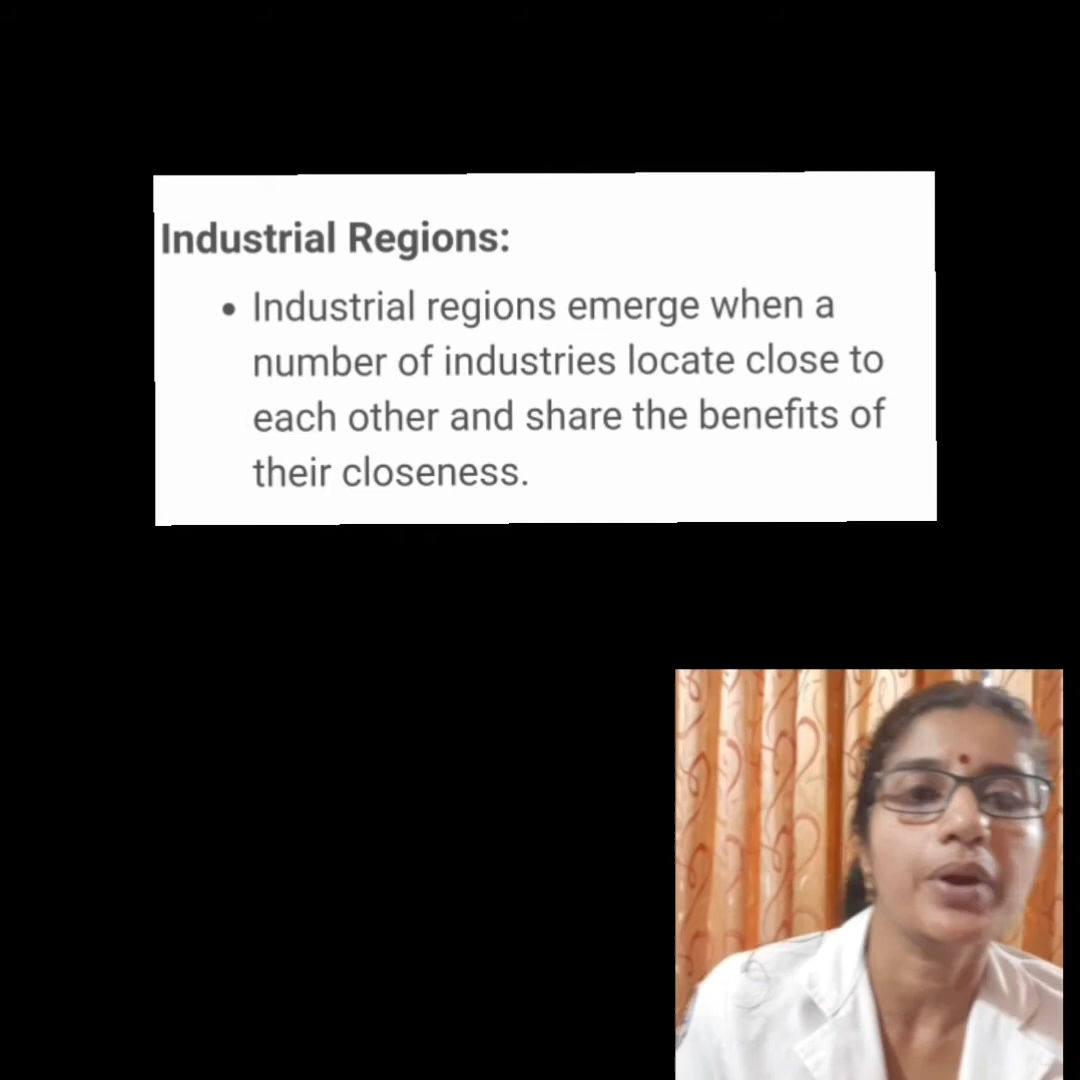 Industrial Regions:
• Industrial regions emerge when a
number of industries locate close to
each other and share the benefits of
their closeness.